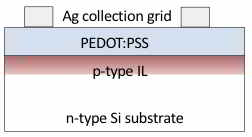 Ag collection grid
PEDOT:PSS
p-type IL
n-type Si substrate